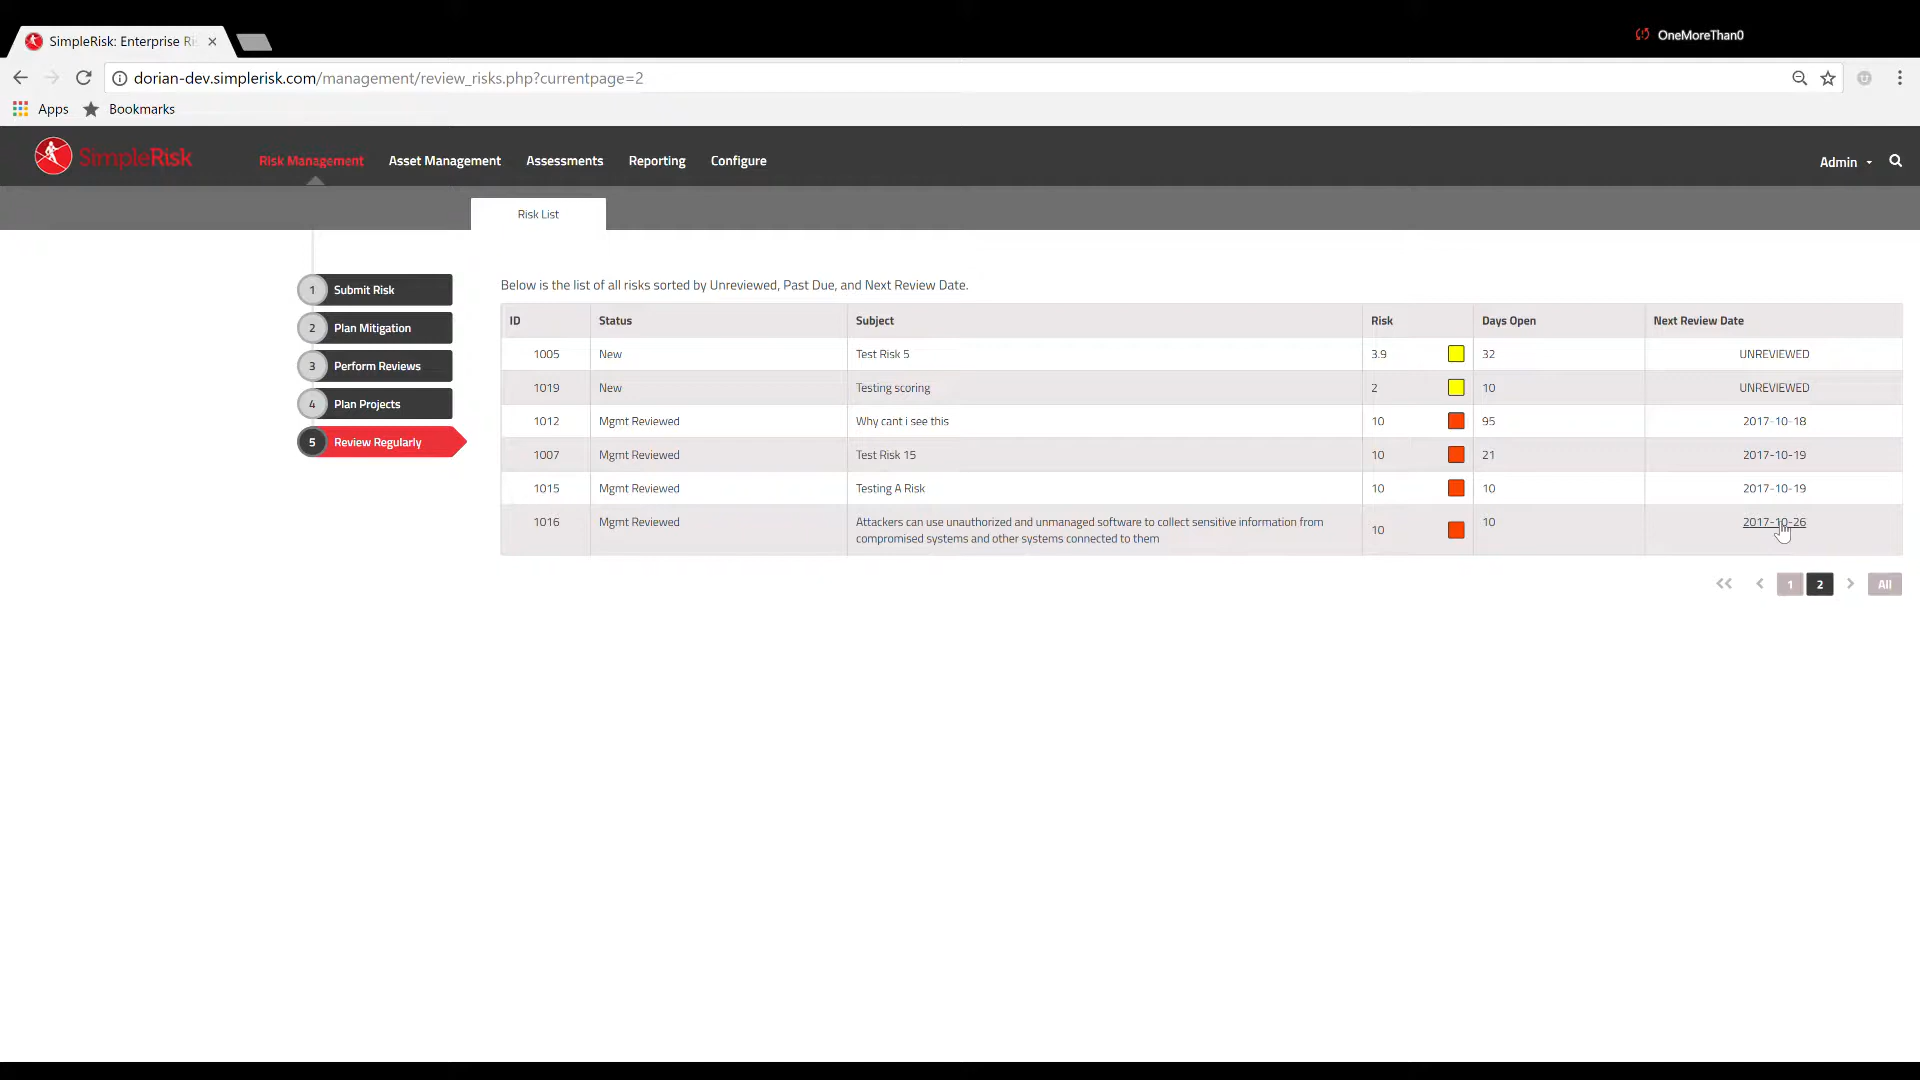 SimpleRisk: Enterprise Ri
OneMoreThan0
dorian-dev.simplerisk.com/management/review_risks.php?currentpage=2
Apps Bookmarks
SimpleRisk Risk Management Asset Management Assessments Reporting Configure Admin
Risk List
1 Submit Risk
2 Plan Mitigation
3 Perform Reviews
4 Plan Projects
5 Review Regularly
Below is the list of all risks sorted by Unreviewed, Past Due, and Next Review Date.
ID Status Subject Risk Days Open Next Review Date
1005 New Test Risk 5 3.9 32 UNREVIEWED
1019 New Testing scoring 2 10 UNREVIEWED
1012 Mgmt Reviewed Why cant i see this 10 95 2017-10-18
1007 Mgmt Reviewed Test Risk 15 10 21 2017-10-19
1015 Mgmt Reviewed Testing A Risk 10 10 2017-10-19
1016 Mgmt Reviewed Attackers can use unauthorized and unmanaged software to collect sensitive information from 10 10 2017-10-26
compromised systems and other systems connected to them
<< < 1 2 > All